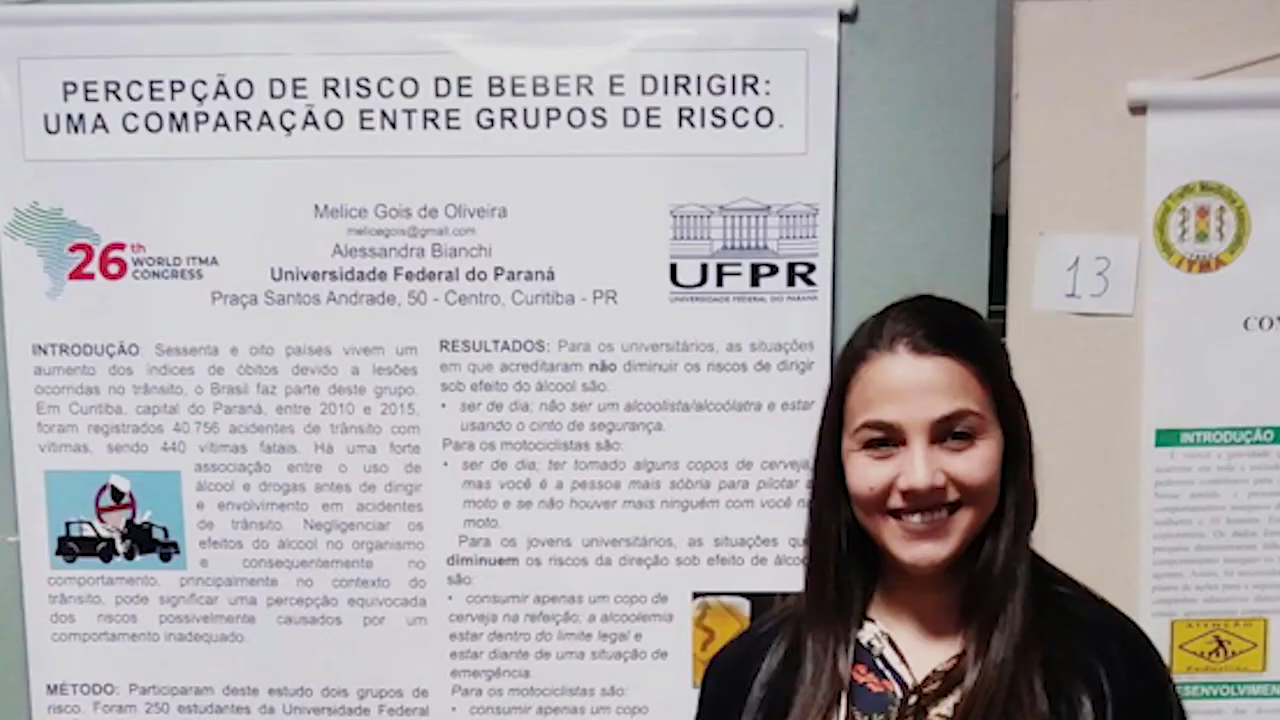 PERCEPÇÃO DE RISCO DE BEBER E DIRIGIR:
UMA COMPARAÇÃO ENTRE GRUPOS DE RISCO.
26th
WORLD ITMA
CONGRESS
Melice Gois de Oliveira
melicegois@gmail.com
Alessandra Bianchi
Universidade Federal do Paraná
Praça Santos Andrade, 50 - Centro, Curitiba - PR
UFPR
UNIVERSIDADE FEDERAL DO PARANÁ
INTRODUÇÃO: Sessenta e oito países vivem um
aumento dos índices de óbitos devido a lesões
ocorridas no trânsito, o Brasil faz parte deste grupo.
Em Curitiba, capital do Paraná, entre 2010 e 2015,
foram registrados 40.756 acidentes de trânsito com
vítimas, sendo 440 vítimas fatais. Há uma forte
associação entre o uso de
álcool e drogas antes de dirigir
e envolvimento em acidentes
de trânsito. Negligenciar os
efeitos do álcool no organismo
e consequentemente no
comportamento, principalmente no contexto do
trânsito, pode significar uma percepção equivocada
dos riscos possivelmente causados por um
comportamento inadequado.
MÉTODO: Participaram deste estudo dois grupos de
risco. Foram 250 estudantes da Universidade Federal
RESULTADOS: Para os universitários, as situações
em que acreditaram não diminuir os riscos de dirigir
sob efeito do álcool são:
• ser de dia; não ser um alcoolista/alcoólatra e estar
usando o cinto de segurança.
Para os motociclistas são:
• ser de dia; ter tomado alguns copos de cerveja,
mas você é a pessoa mais sóbria para pilotar a
moto e se não houver mais ninguém com você na
moto.
Para os jovens universitários, as situações que
diminuem os riscos da direção sob efeito de álcool
são:
• consumir apenas um copo de
cerveja na refeição; a alcoolemia
estar dentro do limite legal e
estar diante de uma situação de
emergência.
Para os motociclistas são:
• consumir apenas um copo
13
ITMA
INTRODUÇÃO
ATENÇÃO
Pedestres